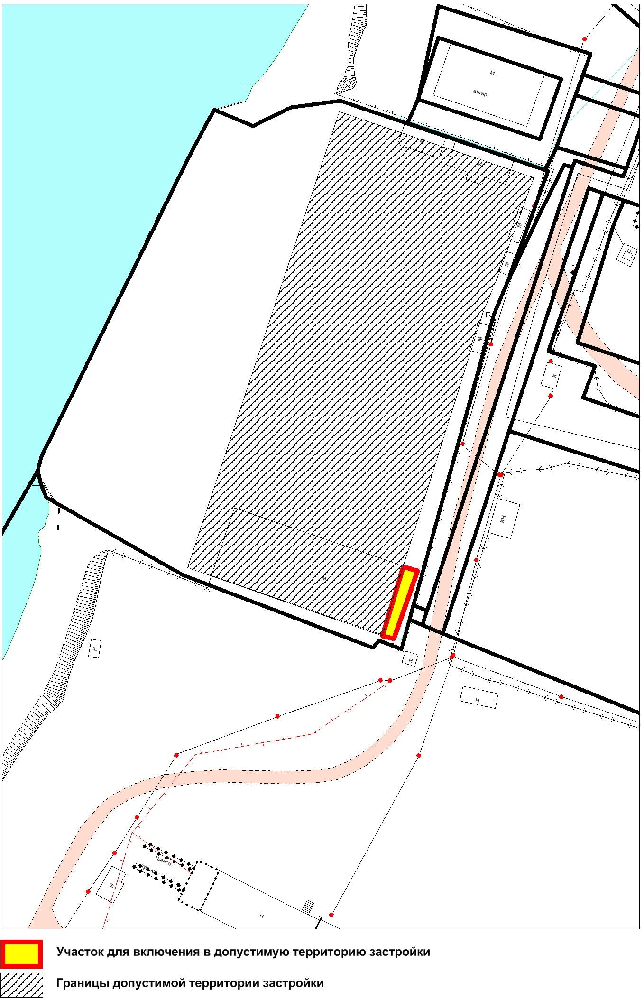 М
ангар
М
М
М
М
М
К
КН
М
Н
Н
Н
трансп.
Н
Н
Участок для включения в допустимую территорию застройки
Границы допустимой территории застройки